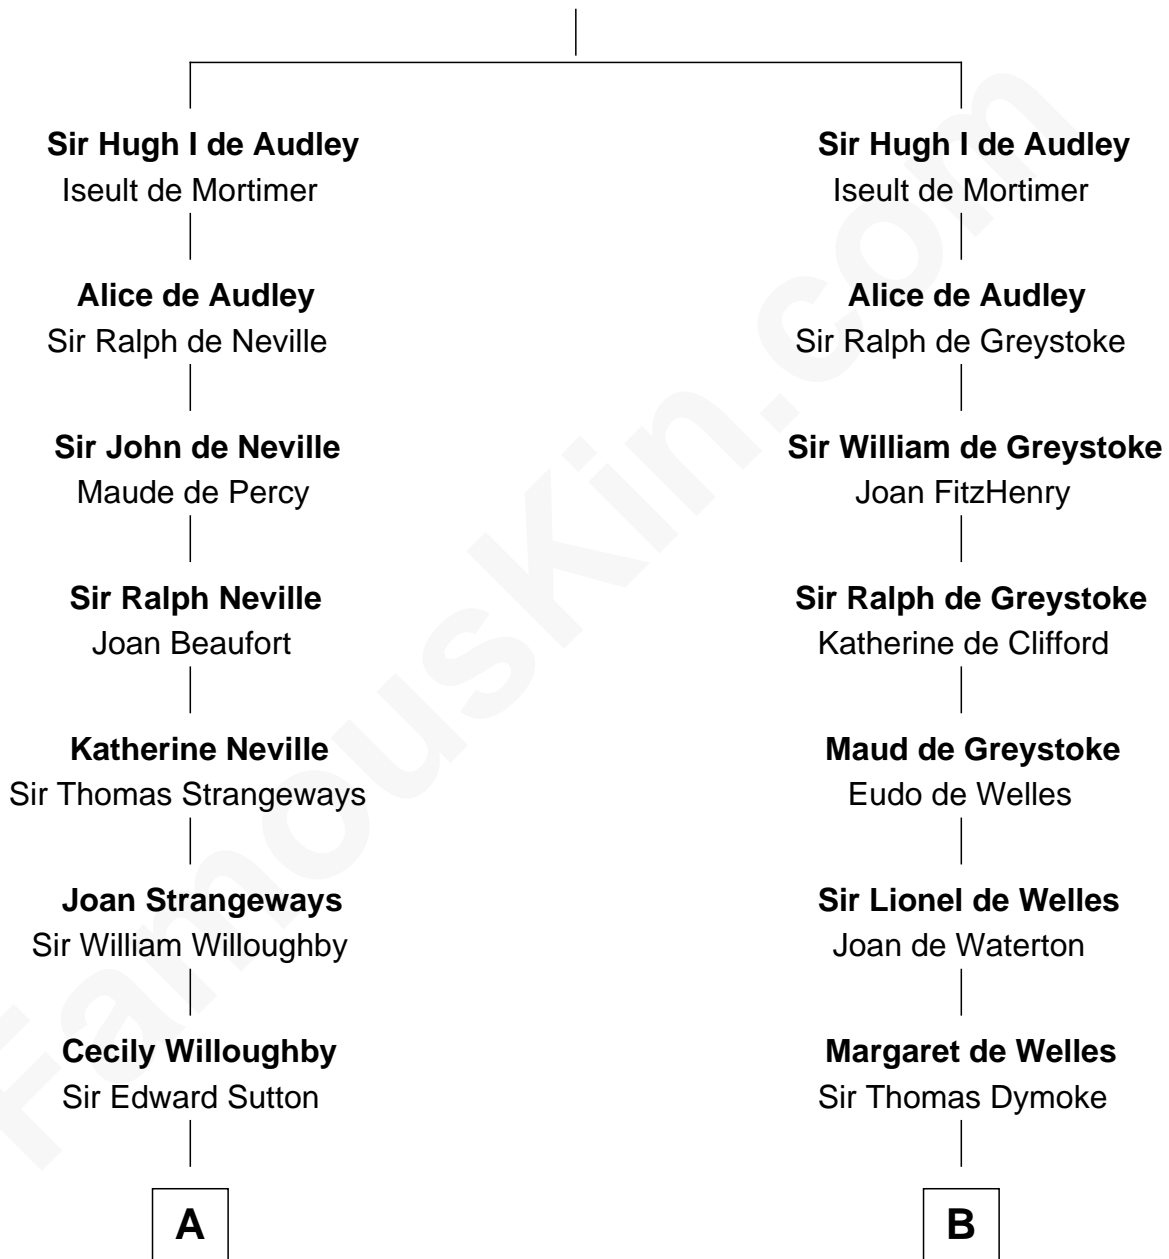 Sir Hugh I de Audley
Iseult de Mortimer
Alice de Audley
Sir Ralph de Neville
Sir John de Neville
Maude de Percy
Sir Ralph Neville
Joan Beaufort
Katherine Neville
Sir Thomas Strangeways
Joan Strangeways
Sir William Willoughby
Cecily Willoughby
Sir Edward Sutton
A
Sir Hugh I de Audley
Iseult de Mortimer
Alice de Audley
Sir Ralph de Greystoke
Sir William de Greystoke
Joan FitzHenry
Sir Ralph de Greystoke
Katherine de Clifford
Maud de Greystoke
Eudo de Welles
Sir Lionel de Welles
Joan de Waterton
Margaret de Welles
Sir Thomas Dymoke
B
FamousKin.com